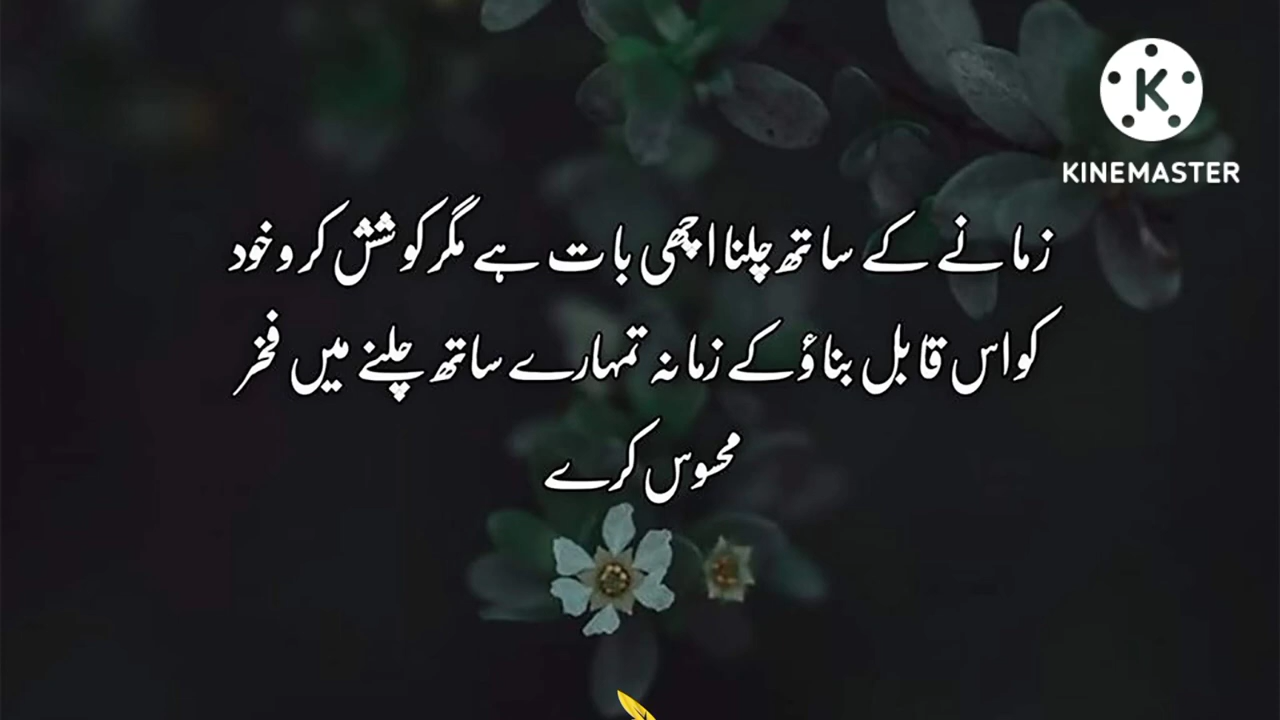 KINEMASTER
زمانے کے ساتھ چلنا اچھی بات ہے مگر کوشش کرو خود
کو اس قابل بناؤ کے زمانہ تمہارے ساتھ چلنے میں فخر
محسوس کرے